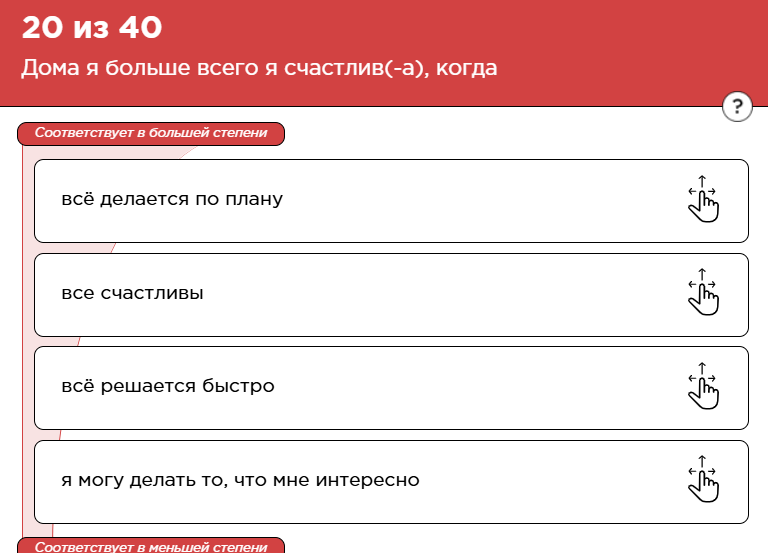 20 из 40
Дома я больше всего я счастлив(-а), когда
?
Соответствует в большей степени
всё делается по плану
все счастливы
всё решается быстро
я могу делать то, что мне интересно
Соответствует в меньшей степени